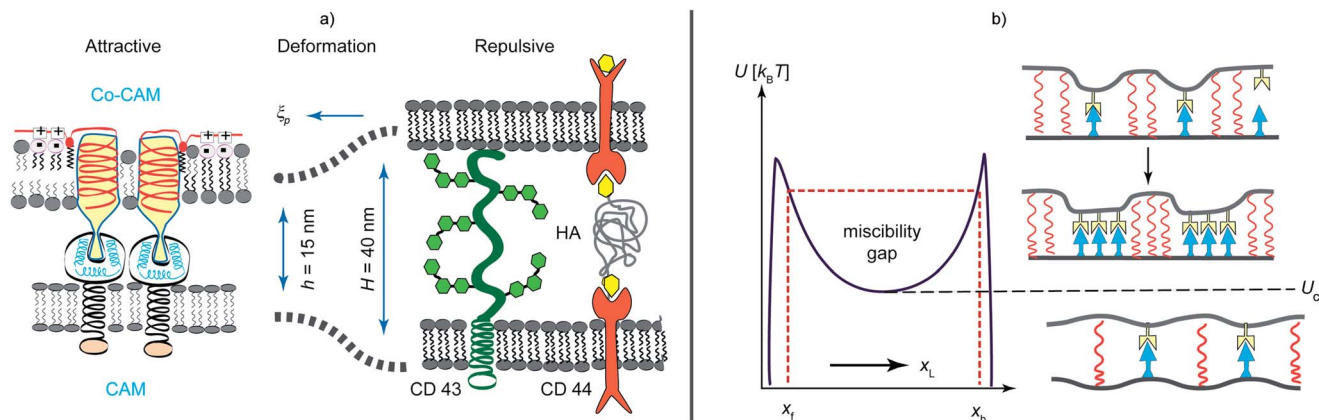 a)
Attractive
Deformation
Repulsive
Co-CAM
ξp
+ +
+ +
h = 15 nm
H = 40 nm
HA
CAM
CD 43
CD 44
b)
U [kBT]
miscibility
gap
Uc
xL
xf
xb